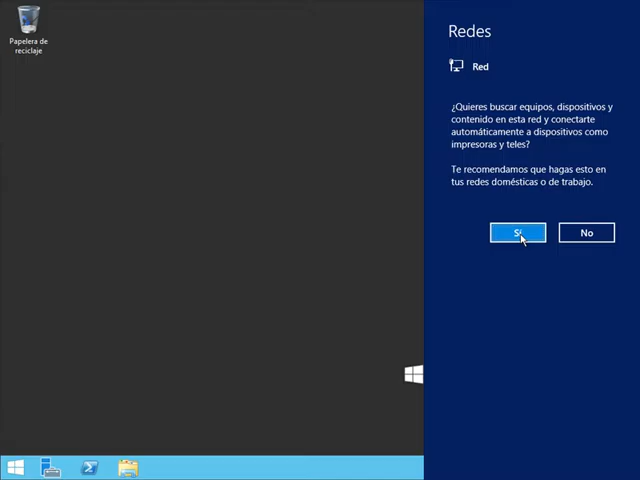 Papelera de
reciclaje
Redes
Red
¿Quieres buscar equipos, dispositivos y
contenido en esta red y conectarte
automáticamente a dispositivos como
impresoras y teles?
Te recomendamos que hagas esto en
tus redes domésticas o de trabajo.
Sí
No